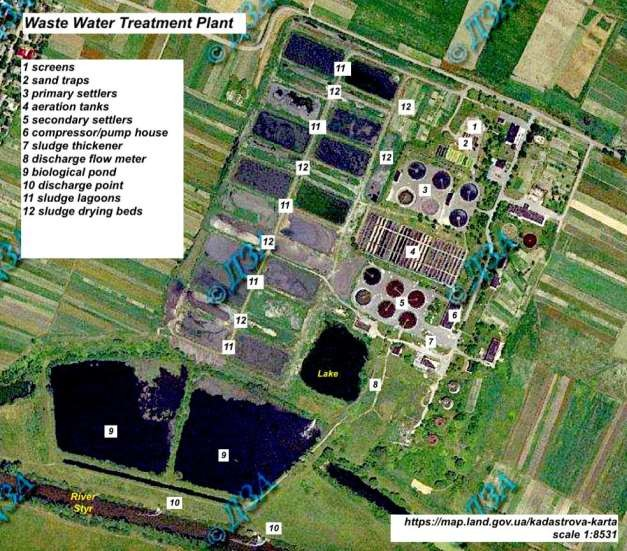 Waste Water Treatment Plant
1 screens
2 sand traps
3 primary settlers
4 aeration tanks
5 secondary settlers
6 compressor/pump house
7 sludge thickener
8 discharge flow meter
9 biological pond
10 discharge point
11 sludge lagoons
12 sludge drying beds
11
12
12
1
11
2
12
12
3
11
12
4
11
5
6
12
7
11
Lake
8
9
9
River
Styr
10
10
https://map.land.gov.ua/kadastrova-karta
scale 1:8531
© ДЗА
© ДЗА
© ДЗА
© ДЗА